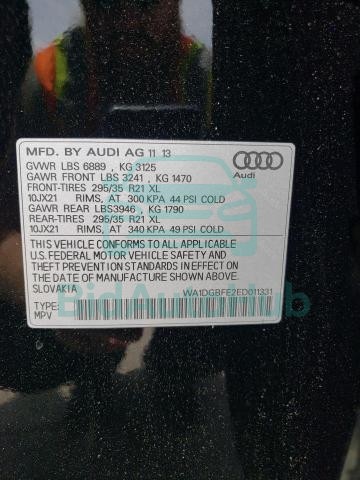 MFD. BY AUDI AG 11 13
GVWR LBS 6889 , KG 3125
GAWR FRONT LBS 3241 , KG 1470
FRONT-TIRES 295/35 R21 XL
10JX21 RIMS, AT 300 KPA 44 PSI COLD
GAWR REAR LBS3946 , KG 1790
REAR-TIRES 295/35 R21 XL
10JX21 RIMS, AT 340 KPA 49 PSI COLD
THIS VEHICLE CONFORMS TO ALL APPLICABLE
U.S. FEDERAL MOTOR VEHICLE SAFETY AND
THEFT PREVENTION STANDARDS IN EFFECT ON
THE DATE OF MANUFACTURE SHOWN ABOVE.
SLOVAKIA
WA1DGBFE2ED011331
TYPE:
MPV
Audi